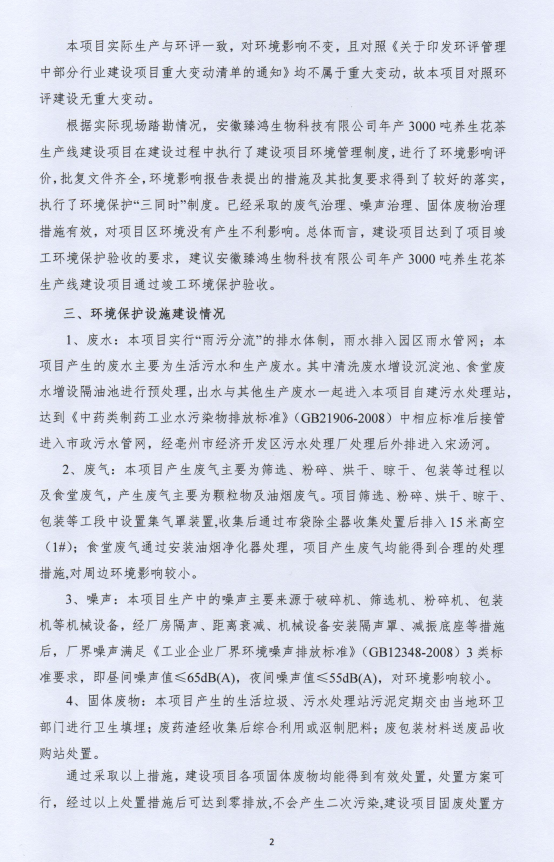 本项目实际生产与环评一致，对环境影响不变，且对照《关于印发环评管理
中部分行业建设项目重大变动清单的通知》均不属于重大变动，故本项目对照环
评建设无重大变动。
根据实际现场踏勘情况，安徽臻鸿生物科技有限公司年产 3000 吨养生花茶
生产线建设项目在建设过程中执行了建设项目环境管理制度，进行了环境影响评
价,批复文件齐全,环境影响报告表提出的措施及其批复要求得到了较好的落实，
执行了环境保护“三同时”制度。已经采取的废气治理、噪声治理、固体废物治理
措施有效，对项目区环境没有产生不利影响。总体而言，建设项目达到了项目竣
工环境保护验收的要求，建议安徽臻鸿生物科技有限公司年产 3000 吨养生花茶
生产线建设项目通过竣工环境保护验收。
三、环境保护设施建设情况
1、废水：本项目实行“雨污分流”的排水体制，雨水排入园区雨水管网；本
项目产生的废水主要为生活污水和生产废水。其中清洗废水增设沉淀池、食堂废
水增设隔油池进行预处理，出水与其他生产废水一起进入本项目自建污水处理站，
达到《中药类制药工业水污染物排放标准》（GB21906-2008）中相应标准后接管
进入市政污水管网，经亳州市经济开发区污水处理厂处理后外排进入宋汤河。
2、废气：本项目产生废气主要为筛选、粉碎、烘干、晾干、包装等过程以
及食堂废气，产生废气主要为颗粒物及油烟废气。项目筛选、粉碎、烘干、晾干、
包装等工段中设置集气罩装置,收集后通过布袋除尘器收集处置后排入 15 米高空
（1#）；食堂废气通过安装油烟净化器处理，项目产生废气均能得到合理的处理
措施,对周边环境影响较小。
3、噪声：本项目生产中的噪声主要来源于破碎机、筛选机、粉碎机、包装
机等机械设备，经厂房隔声、距离衰减、机械设备安装隔声罩、减振底座等措施
后，厂界噪声满足《工业企业厂界环境噪声排放标准》（GB12348-2008）3 类标
准要求，即昼间噪声值≤65dB(A)，夜间噪声值≤55dB(A)，对环境影响较小。
4、固体废物：本项目产生的生活垃圾、污水处理站污泥定期交由当地环卫
部门进行卫生填埋；废药渣经收集后综合利用或沤制肥料；废包装材料送废品收
购站处置。
通过采取以上措施，建设项目各项固体废物均能得到有效处置，处置方案可
行，经过以上处置措施后可达到零排放,不会产生二次污染,建设项目固废处置方
2